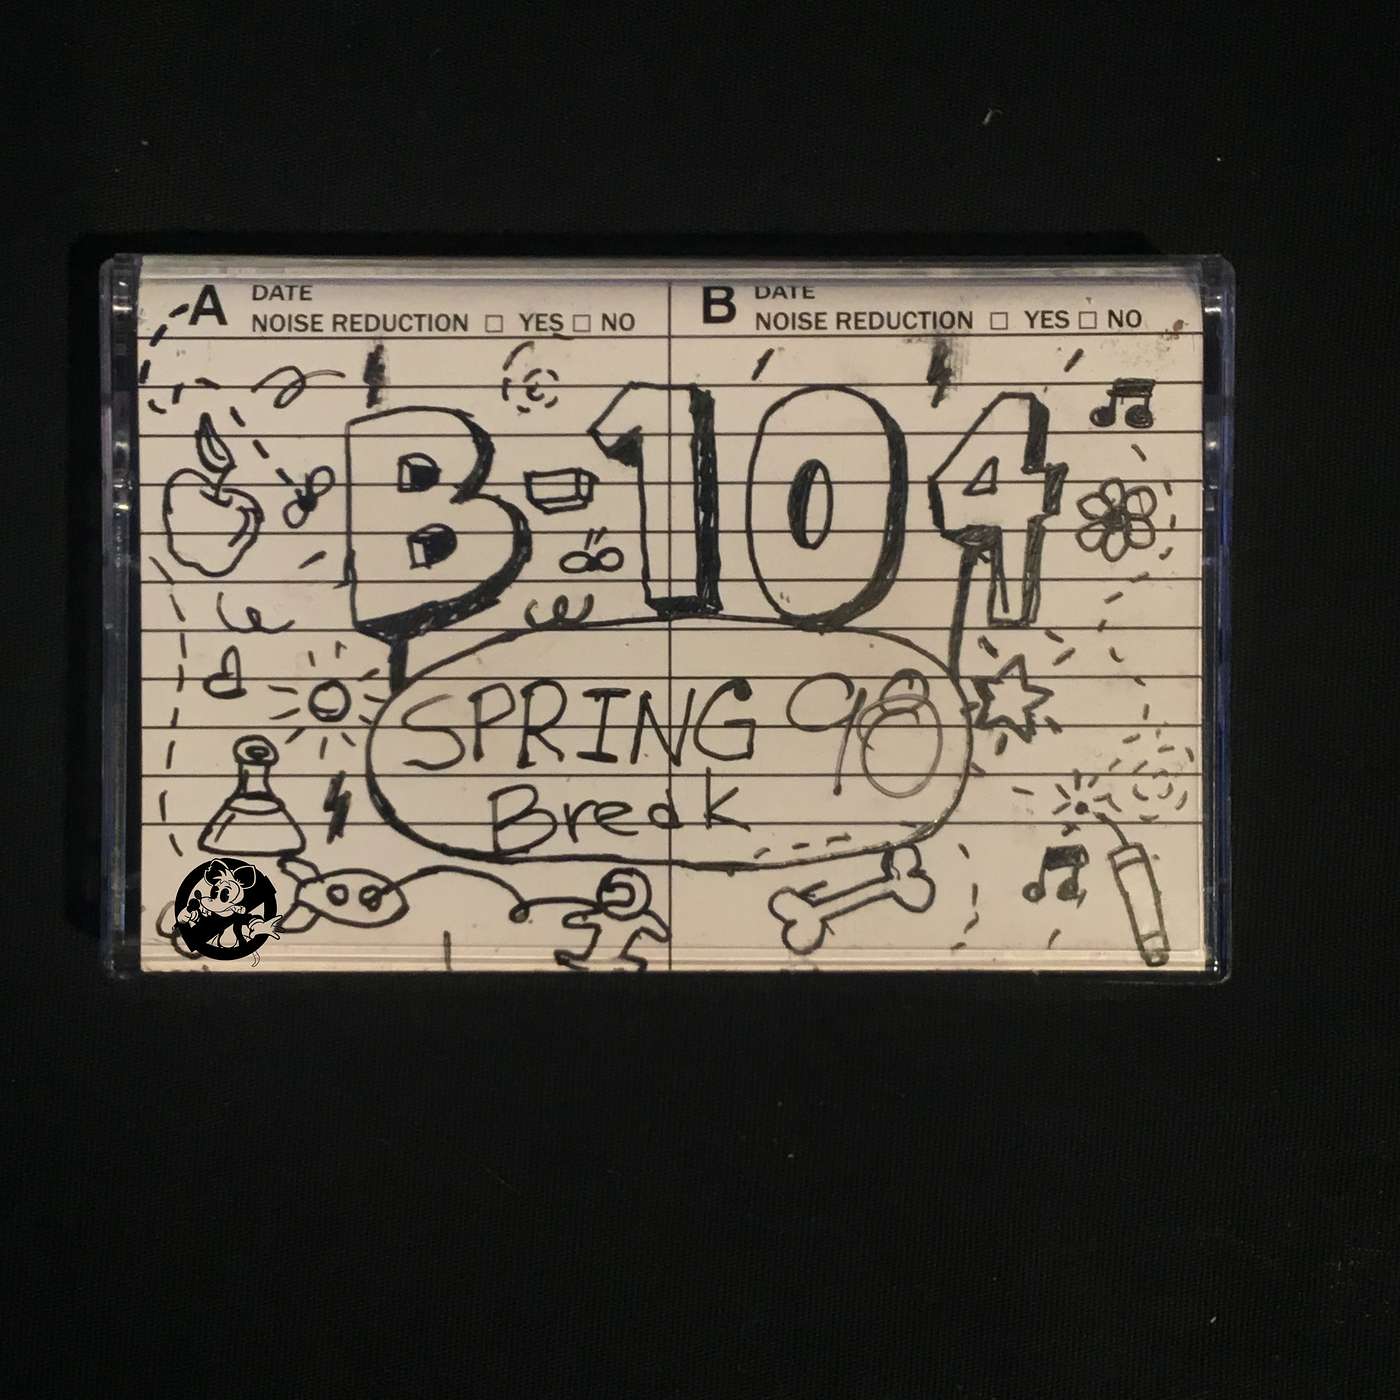 A DATE
NOISE REDUCTION □ YES □ NO
B DATE
NOISE REDUCTION □ YES □ NO
B-104
SPRING 98
Break